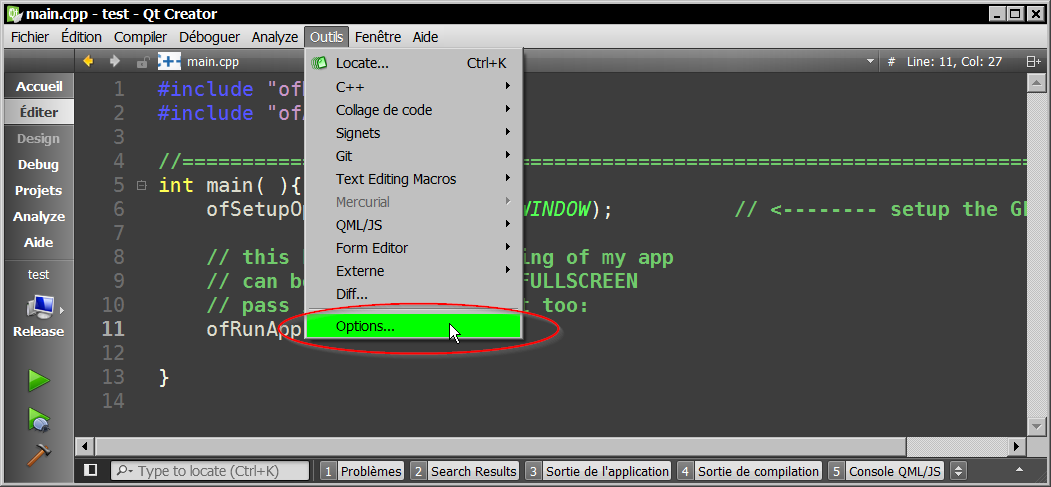 main.cpp - test - Qt Creator
Fichier Édition Compiler Déboguer Analyze Outils Fenêtre Aide
main.cpp # Line: 11, Col: 27
Locate... Ctrl+K
C++
Collage de code
Signets
Git
Text Editing Macros
Mercurial
QML/JS
Form Editor
Externe
Diff...
Options...
Accueil
Éditer
Design
Debug
Projets
Analyze
Aide
test
Release
1 #include "of
2 #include "of
3
4 //==============================================================
5 int main( ){
6 ofSetupOp WINDOW); // <-------- setup the G
7
8 // this ing of my app
9 // can be FULLSCREEN
10 // pass t too:
11 ofRunApp
12
13 }
14
Type to locate (Ctrl+K) 1 Problèmes 2 Search Results 3 Sortie de l'application 4 Sortie de compilation 5 Console QML/JS